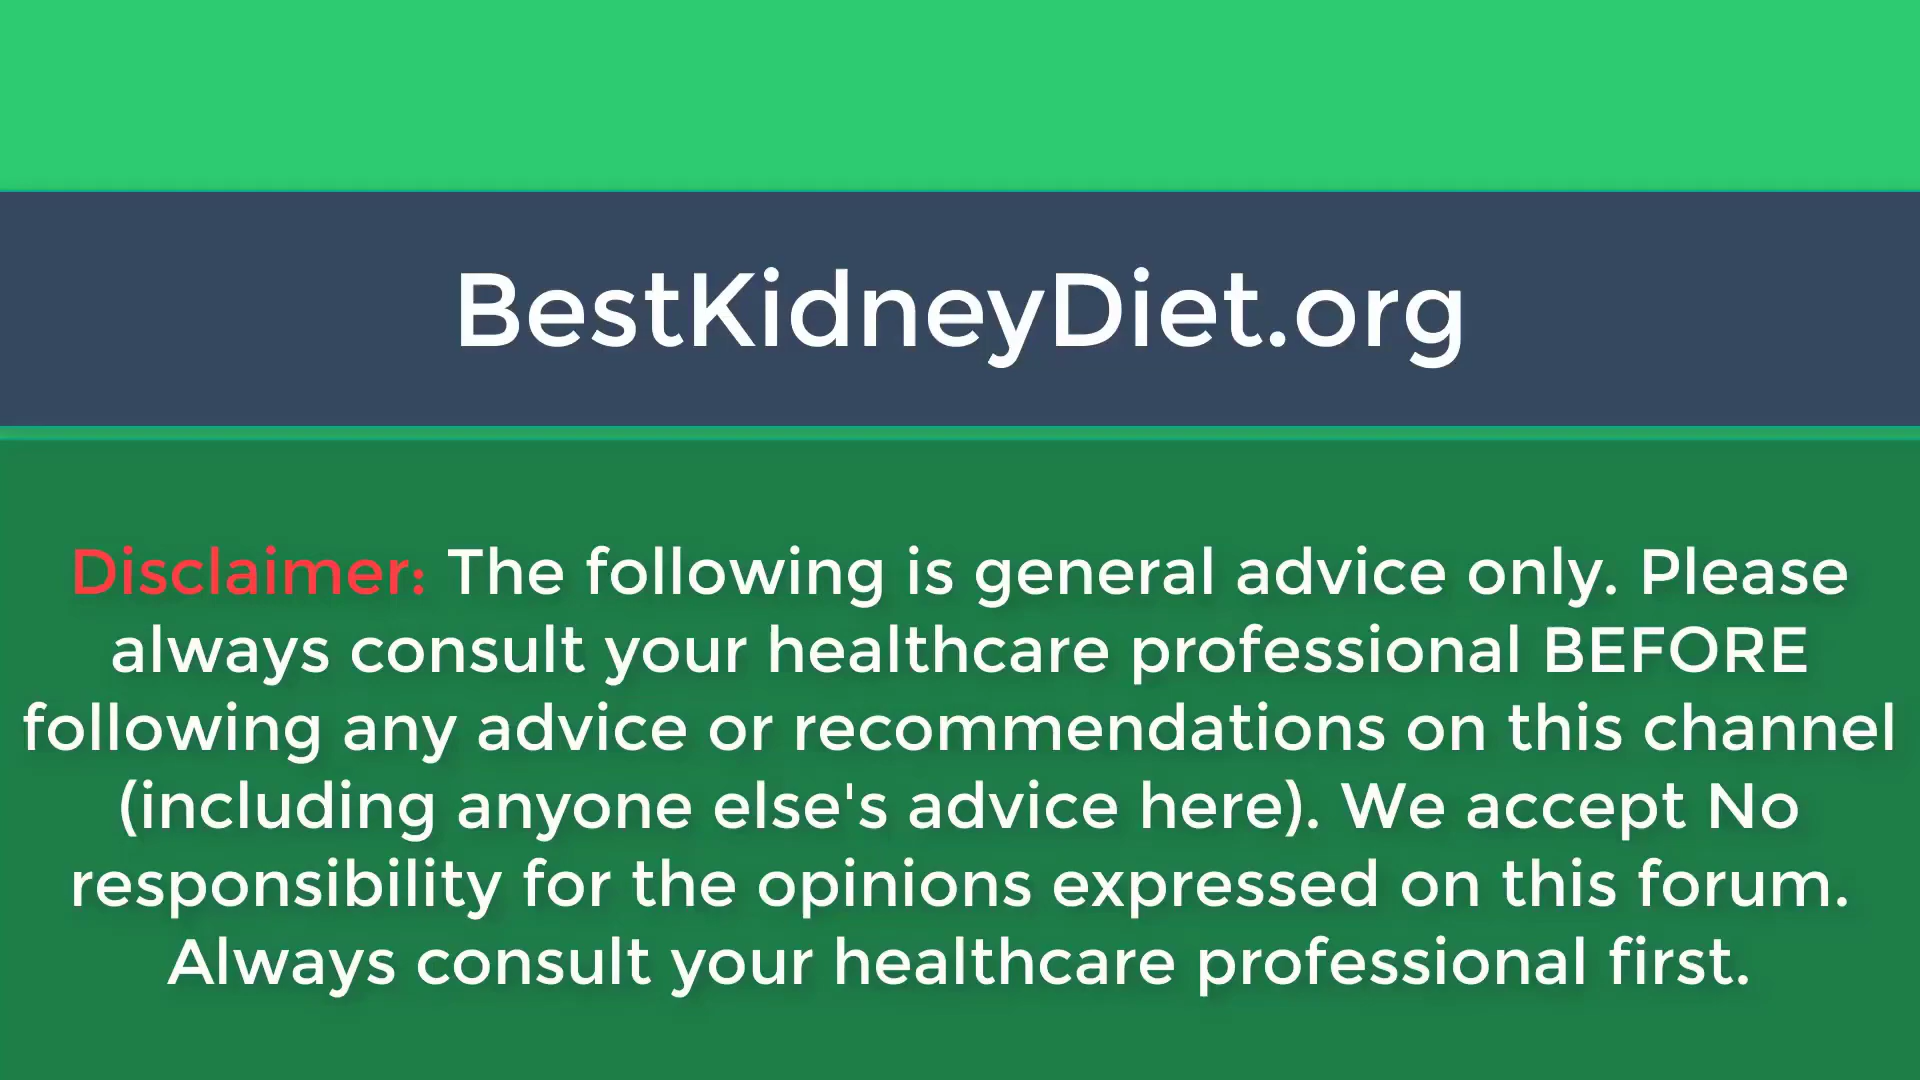 BestKidneyDiet.org
Disclaimer: The following is general advice only. Please
always consult your healthcare professional BEFORE
following any advice or recommendations on this channel
(including anyone else's advice here). We accept No
responsibility for the opinions expressed on this forum.
Always consult your healthcare professional first.